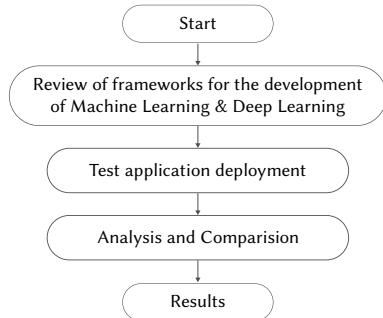 Start
Review of frameworks for the development
of Machine Learning & Deep Learning
Test application deployment
Analysis and Comparision
Results